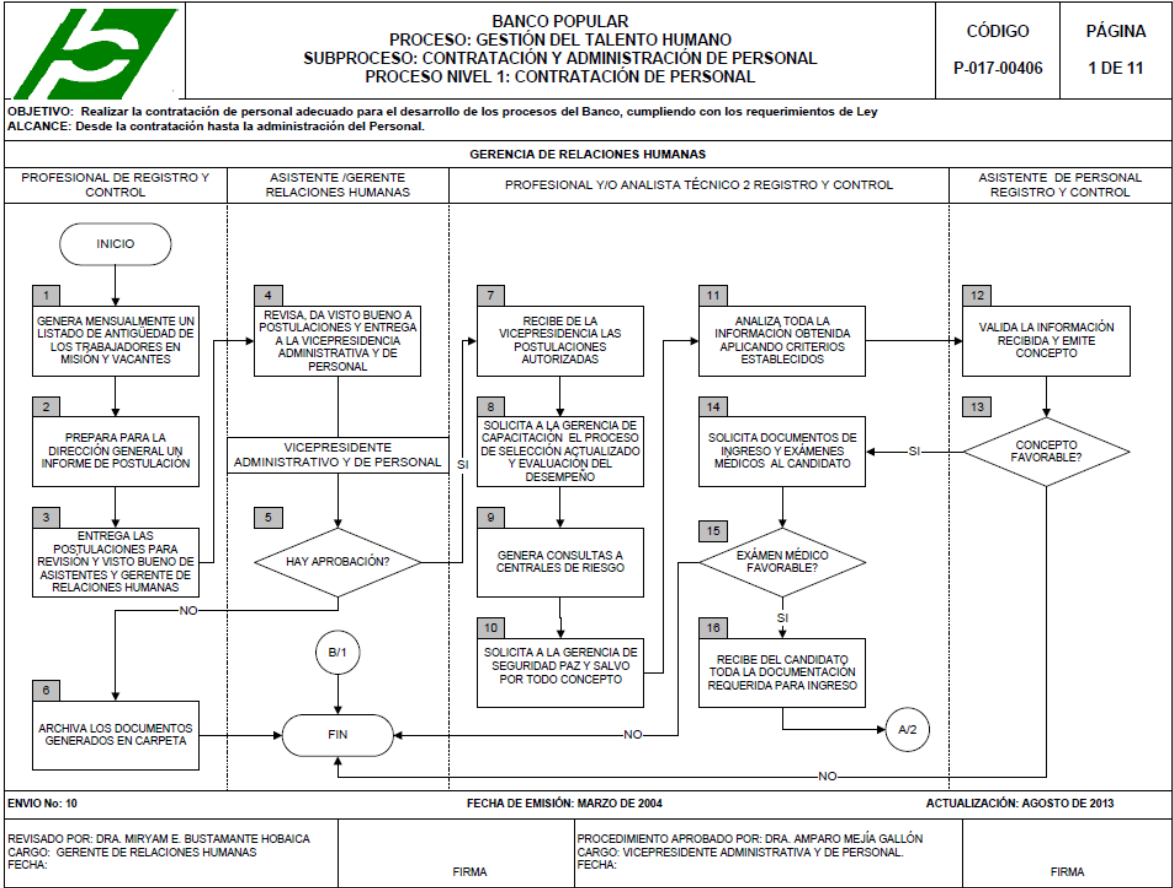 BANCO POPULAR
PROCESO: GESTIÓN DEL TALENTO HUMANO
SUBPROCESO: CONTRATACIÓN Y ADMINISTRACIÓN DE PERSONAL
PROCESO NIVEL 1: CONTRATACIÓN DE PERSONAL
CÓDIGO
P-017-00406
PÁGINA
1 DE 11
OBJETIVO: Realizar la contratación de personal adecuado para el desarrollo de los procesos del Banco, cumpliendo con los requerimientos de Ley
ALCANCE: Desde la contratación hasta la administración del Personal.
GERENCIA DE RELACIONES HUMANAS
PROFESIONAL DE REGISTRO Y
CONTROL
ASISTENTE /GERENTE
RELACIONES HUMANAS
PROFESIONAL Y/O ANALISTA TÉCNICO 2 REGISTRO Y CONTROL
ASISTENTE DE PERSONAL
REGISTRO Y CONTROL
INICIO
1
GENERA MENSUALMENTE UN
LISTADO DE ANTIGÜEDAD DE
LOS TRABAJADORES EN
MISIÓN Y VACANTES
2
PREPARA PARA LA
DIRECCIÓN GENERAL UN
INFORME DE POSTULACIÓN
3
ENTREGA LAS
POSTULACIONES PARA
REVISIÓN Y VISTO BUENO DE
ASISTENTES Y GERENTE DE
RELACIONES HUMANAS
4
REVISA, DA VISTO BUENO A
POSTULACIONES Y ENTREGA
A LA VICEPRESIDENCIA
ADMINISTRATIVA Y DE
PERSONAL
VICEPRESIDENTE
ADMINISTRATIVO Y DE PERSONAL
5
HAY APROBACIÓN?
SI
NO
6
ARCHIVA LOS DOCUMENTOS
GENERADOS EN CARPETA
B/1
FIN
7
RECIBE DE LA
VICEPRESIDENCIA LAS
POSTULACIONES
AUTORIZADAS
8
SOLICITA A LA GERENCIA DE
CAPACITACIÓN EL PROCESO
DE SELECCIÓN ACTUALIZADO
Y EVALUACIÓN DEL
DESEMPEÑO
9
GENERA CONSULTAS A
CENTRALES DE RIESGO
10
SOLICITA A LA GERENCIA DE
SEGURIDAD PAZ Y SALVO
POR TODO CONCEPTO
11
ANALIZA TODA LA
INFORMACIÓN OBTENIDA
APLICANDO CRITERIOS
ESTABLECIDOS
12
VALIDA LA INFORMACIÓN
RECIBIDA Y EMITE
CONCEPTO
13
CONCEPTO
FAVORABLE?
SI
14
SOLICITA DOCUMENTOS DE
INGRESO Y EXÁMENES
MÉDICOS AL CANDIDATO
15
EXÁMEN MÉDICO
FAVORABLE?
SI
16
RECIBE DEL CANDIDATO
TODA LA DOCUMENTACIÓN
REQUERIDA PARA INGRESO
A/2
NO
NO
ENVIO No: 10
FECHA DE EMISIÓN: MARZO DE 2004
ACTUALIZACIÓN: AGOSTO DE 2013
REVISADO POR: DRA. MIRYAM E. BUSTAMANTE HOBAICA
CARGO: GERENTE DE RELACIONES HUMANAS
FECHA:
FIRMA
PROCEDIMIENTO APROBADO POR: DRA. AMPARO MEJÍA GALLÓN
CARGO: VICEPRESIDENTE ADMINISTRATIVA Y DE PERSONAL.
FECHA:
FIRMA